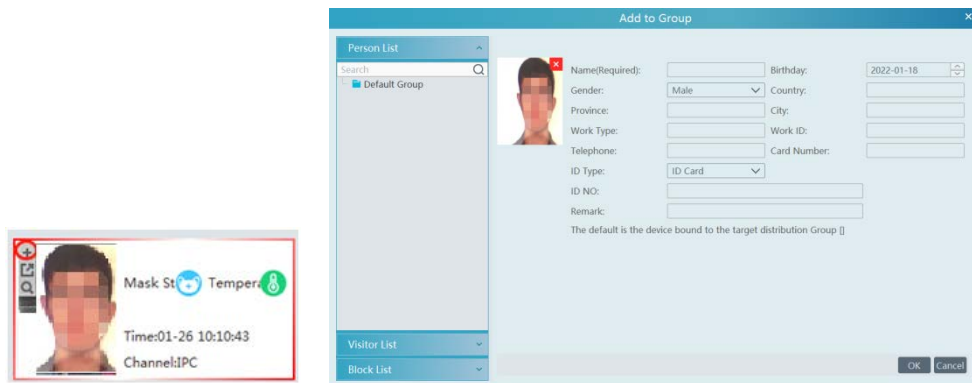 Add to Group
Person List
Search
Default Group
Name(Required):
Birthday: 2022-01-18
Gender: Male
Country:
Province:
City:
Work Type:
Work ID:
Telephone:
Card Number:
ID Type: ID Card
ID NO:
Remark:
The default is the device bound to the target distribution Group []
Visitor List
Block List
OK Cancel
Mask St Tempera
Time:01-26 10:10:43
Channel:IPC